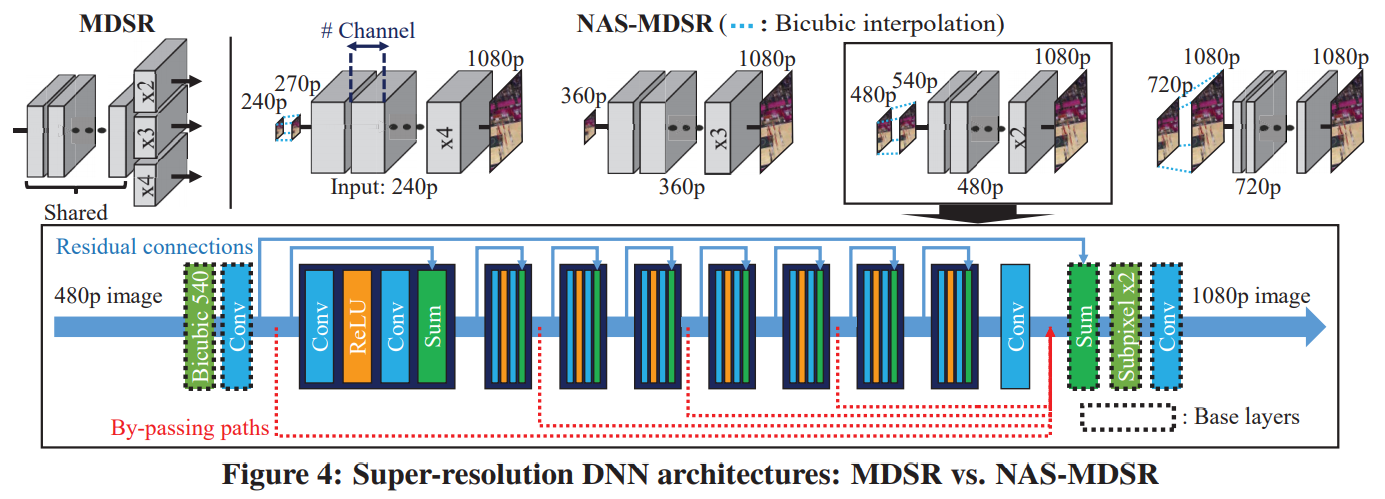 MDSR
NAS-MDSR ( : Bicubic interpolation)
# Channel
x2
x3
x4
Shared
240p
270p
x4
1080p
Input: 240p
360p
x3
1080p
360p
480p
540p
x2
1080p
480p
720p
1080p
1080p
720p
Residual connections
480p image
Bicubic 540
Conv
Conv
ReLU
Conv
Sum
Conv
Sum
Subpixel x2
Conv
1080p image
By-passing paths
: Base layers
Figure 4: Super-resolution DNN architectures: MDSR vs. NAS-MDSR